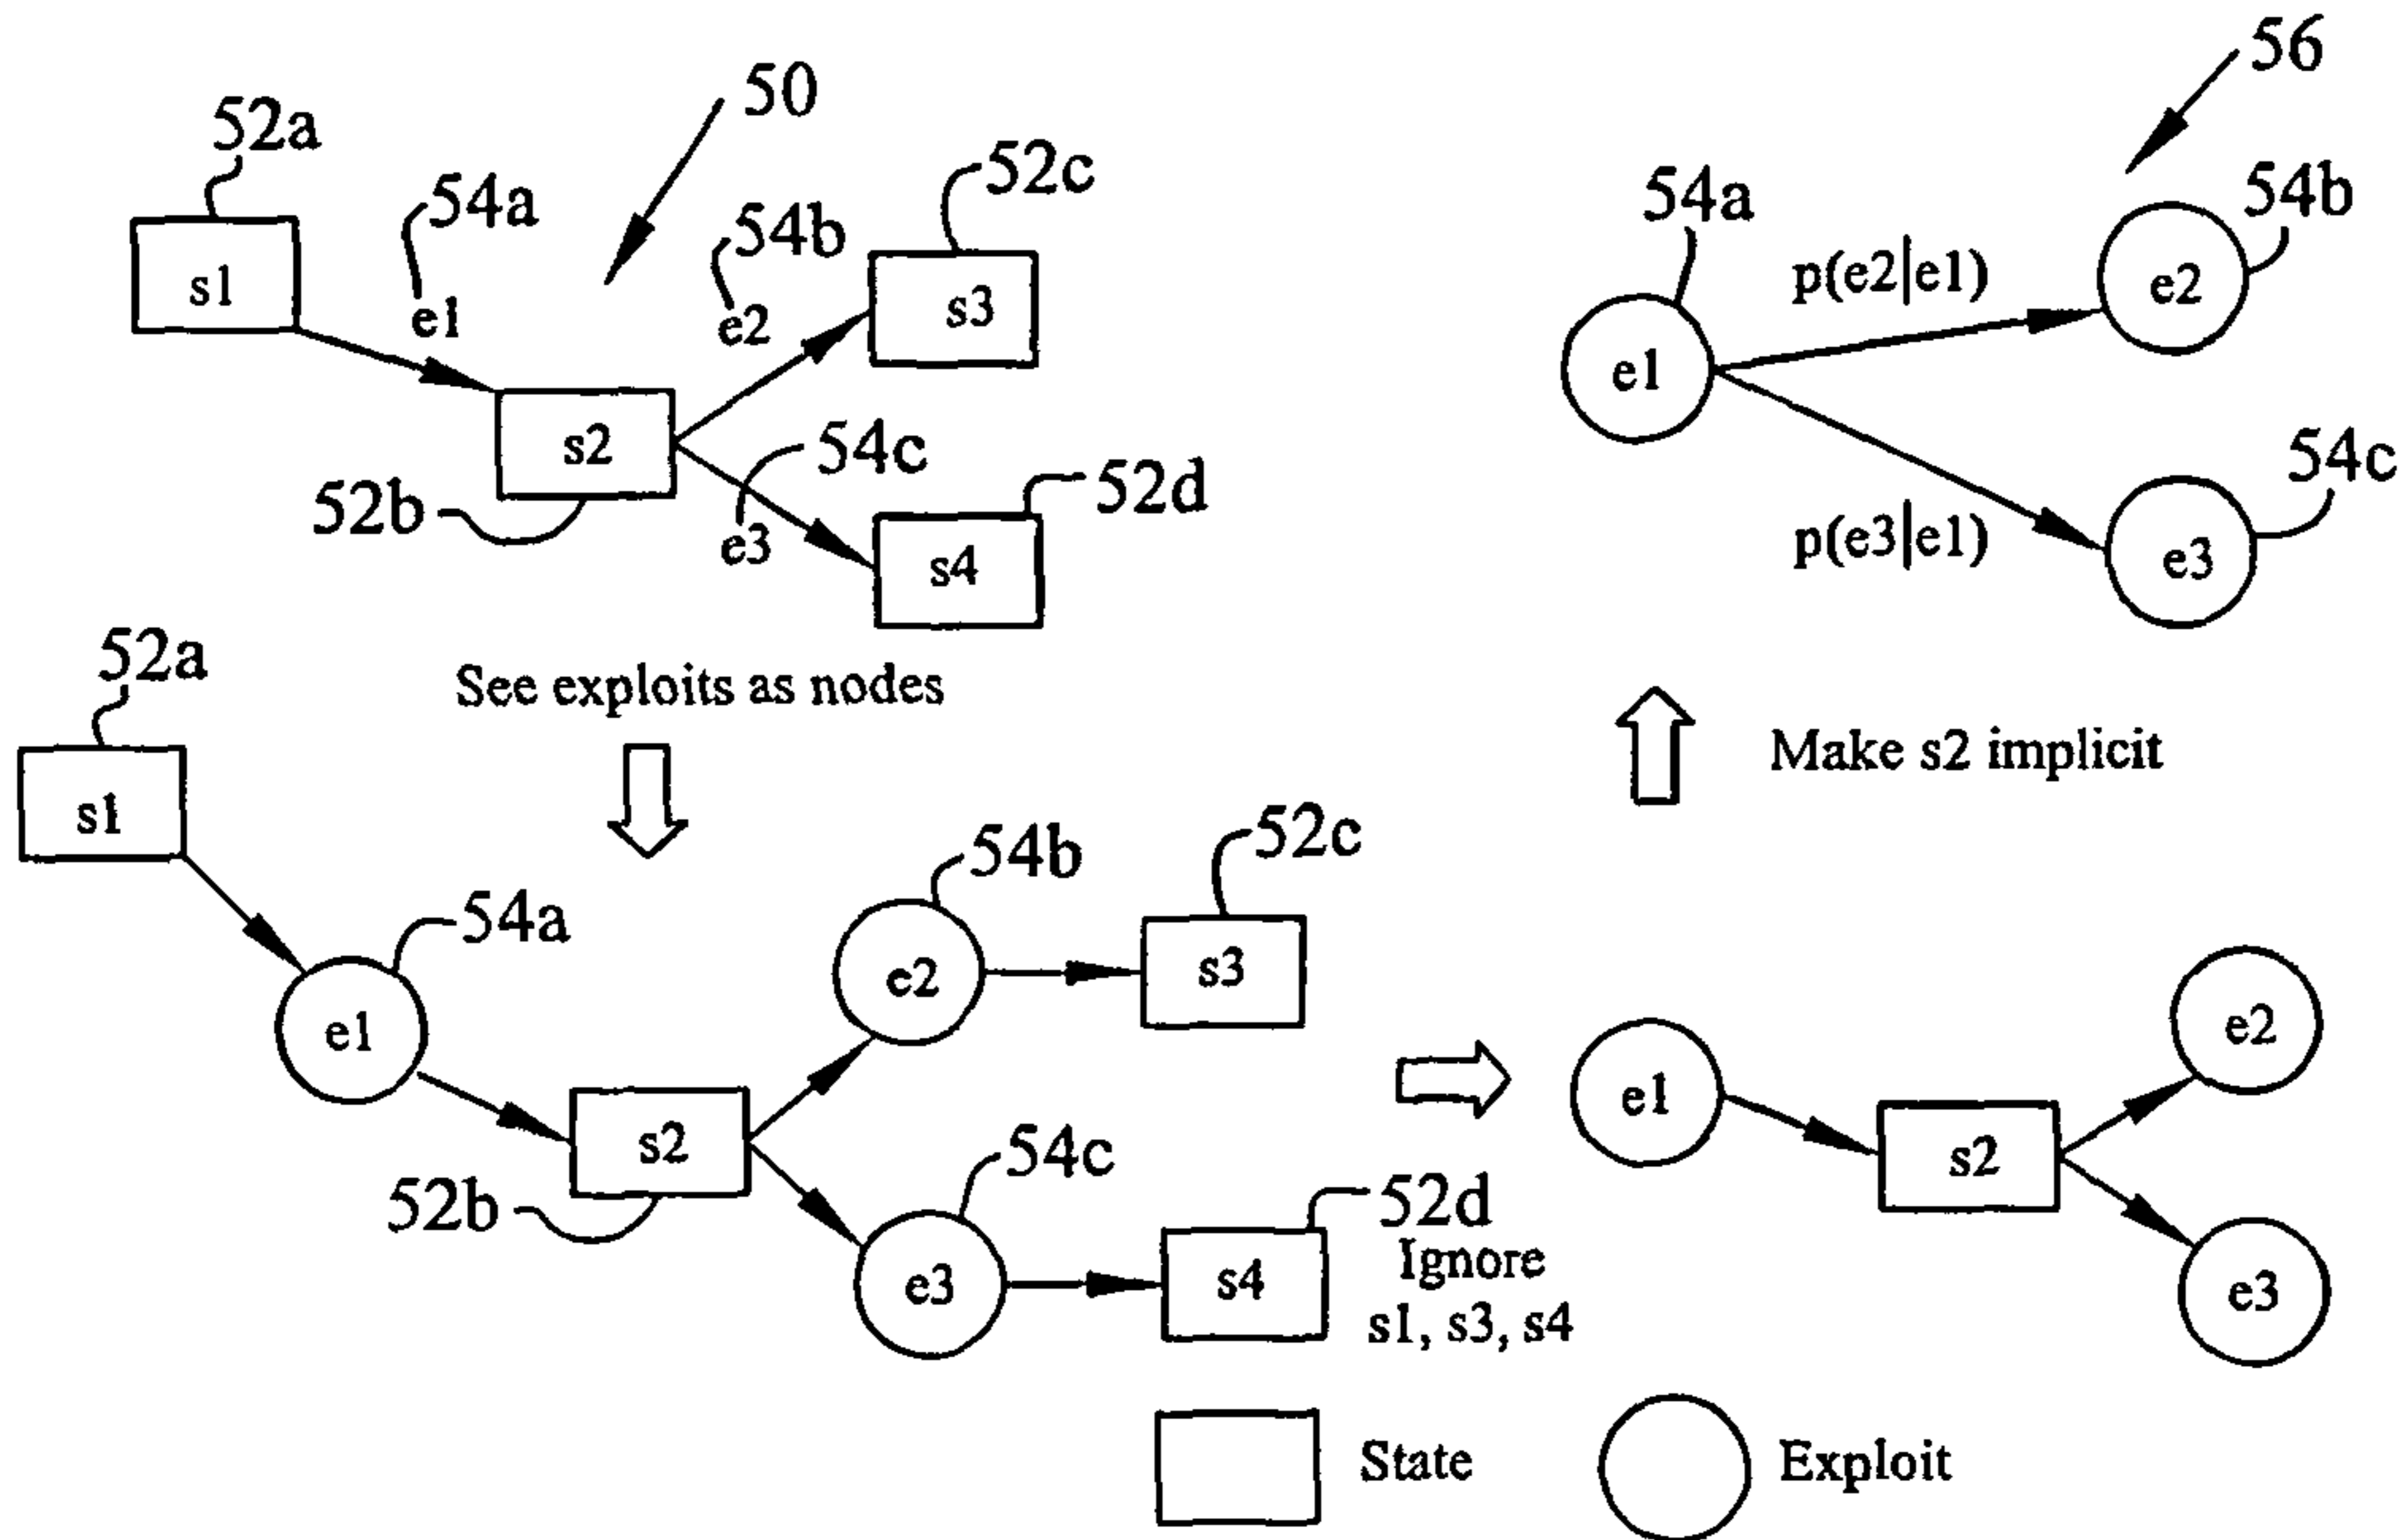 50
56
52a
54a
54b
52c
54a
54b
s1
e1
e2
s3
p(e2|e1)
e2
e1
s2
54c
52d
54c
52b
e3
s4
p(e3|e1)
e3
52a
See exploits as nodes
s1
Make s2 implicit
54b
52c
54a
e2
s3
e1
e2
e1
e1
s2
54c
s2
52b
52d
e3
s4
Ignore
s1, s3, s4
e3
State
Exploit